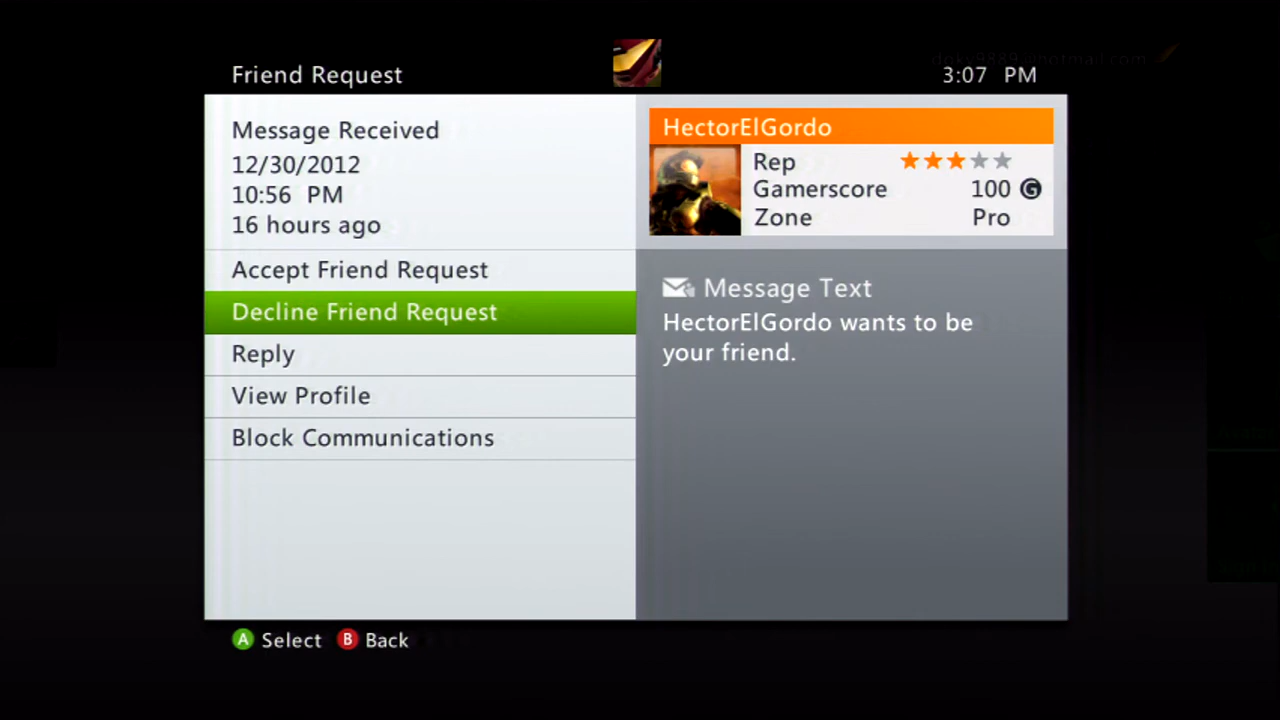 Friend Request
3:07 PM
Message Received
12/30/2012
10:56 PM
16 hours ago
Accept Friend Request
Decline Friend Request
Reply
View Profile
Block Communications
HectorElGordo
Rep
Gamerscore 100 G
Zone Pro
Message Text
HectorElGordo wants to be
your friend.
A Select B Back